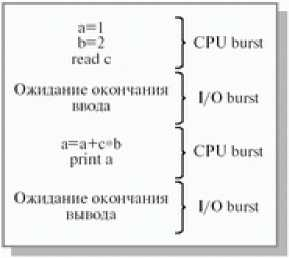 a=1
b=2
read c
CPU burst
Ожидание окончания
ввода
I/O burst
a=a+c*b
print a
CPU burst
Ожидание окончания
вывода
I/O burst